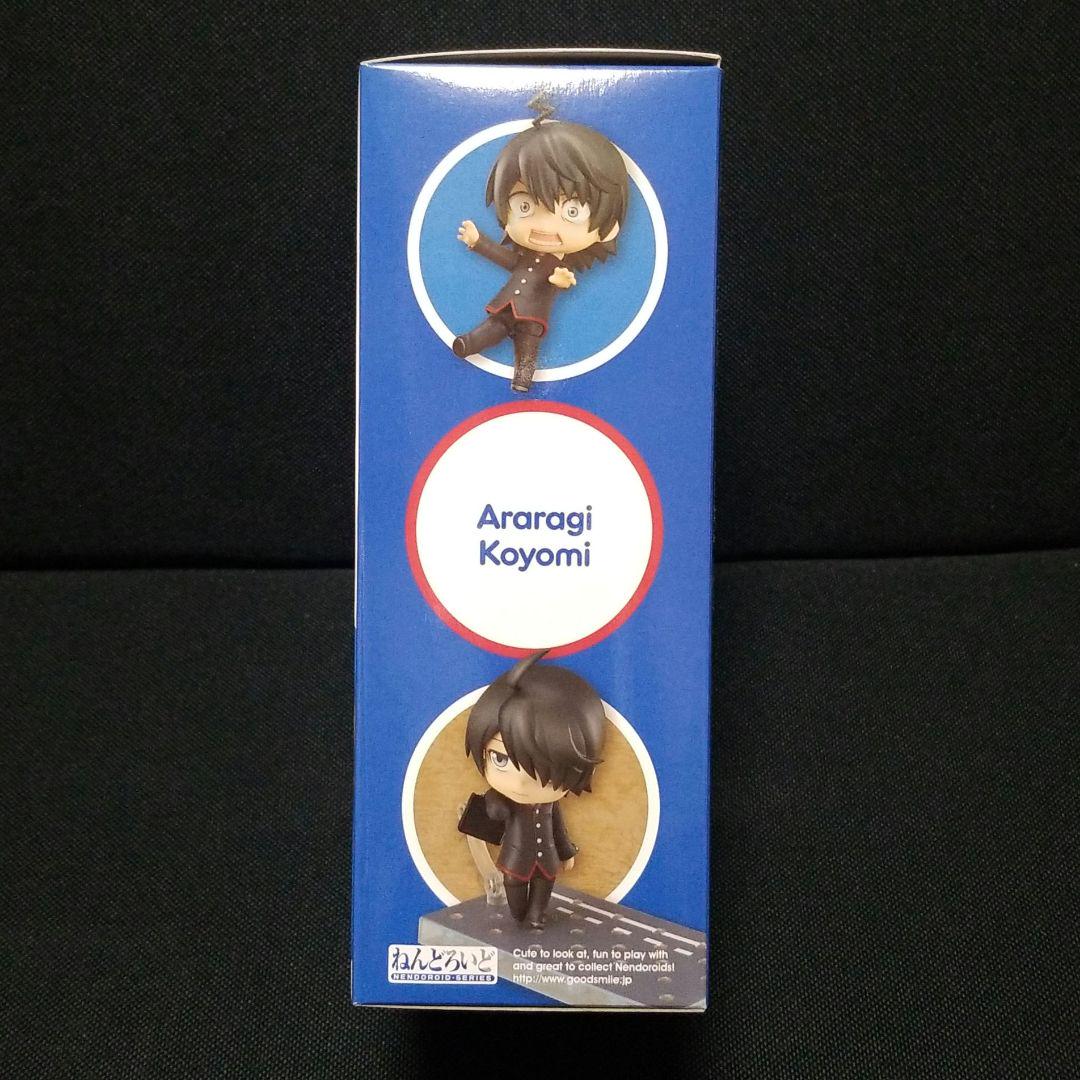 Araragi
Koyomi
ねんどろいど
NENDOROID-SERIES
Cute to look at, fun to play with
and great to collect Nendoroids!
http://www.goodsmile.jp